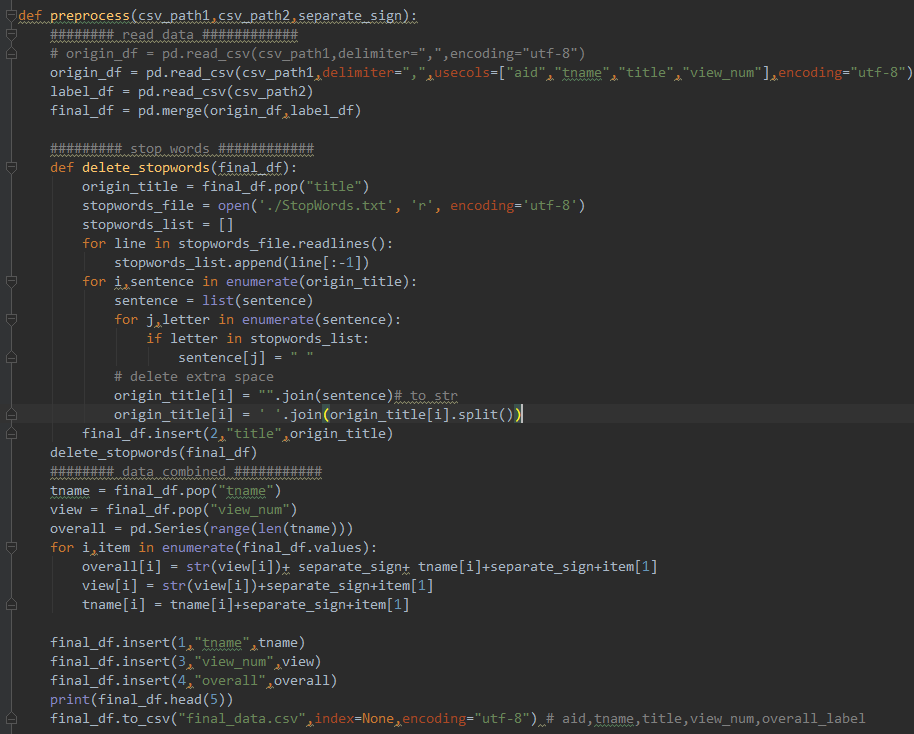 def preprocess(csv_path1,csv_path2,separate_sign):
    ######## read data ############
    # origin_df = pd.read_csv(csv_path1,delimiter=",",encoding="utf-8")
    origin_df = pd.read_csv(csv_path1,delimiter=",",usecols=["aid","tname","title","view_num"],encoding="utf-8")
    label_df = pd.read_csv(csv_path2)
    final_df = pd.merge(origin_df,label_df)

    ######### stop words ############
    def delete_stopwords(final_df):
        origin_title = final_df.pop("title")
        stopwords_file = open('./StopWords.txt', 'r', encoding='utf-8')
        stopwords_list = []
        for line in stopwords_file.readlines():
            stopwords_list.append(line[:-1])
        for i,sentence in enumerate(origin_title):
            sentence = list(sentence)
            for j,letter in enumerate(sentence):
                if letter in stopwords_list:
                    sentence[j] = " "
            # delete extra space
            origin_title[i] = "".join(sentence)# to str
            origin_title[i] = ' '.join(origin_title[i].split())
        final_df.insert(2,"title",origin_title)
    delete_stopwords(final_df)
    ######## data combined ###########
    tname = final_df.pop("tname")
    view = final_df.pop("view_num")
    overall = pd.Series(range(len(tname)))
    for i,item in enumerate(final_df.values):
        overall[i] = str(view[i])+ separate_sign+ tname[i]+separate_sign+item[1]
        view[i] = str(view[i])+separate_sign+item[1]
        tname[i] = tname[i]+separate_sign+item[1]

    final_df.insert(1,"tname",tname)
    final_df.insert(3,"view_num",view)
    final_df.insert(4,"overall",overall)
    print(final_df.head(5))
    final_df.to_csv("final_data.csv",index=None,encoding="utf-8") # aid,tname,title,view_num,overall_label